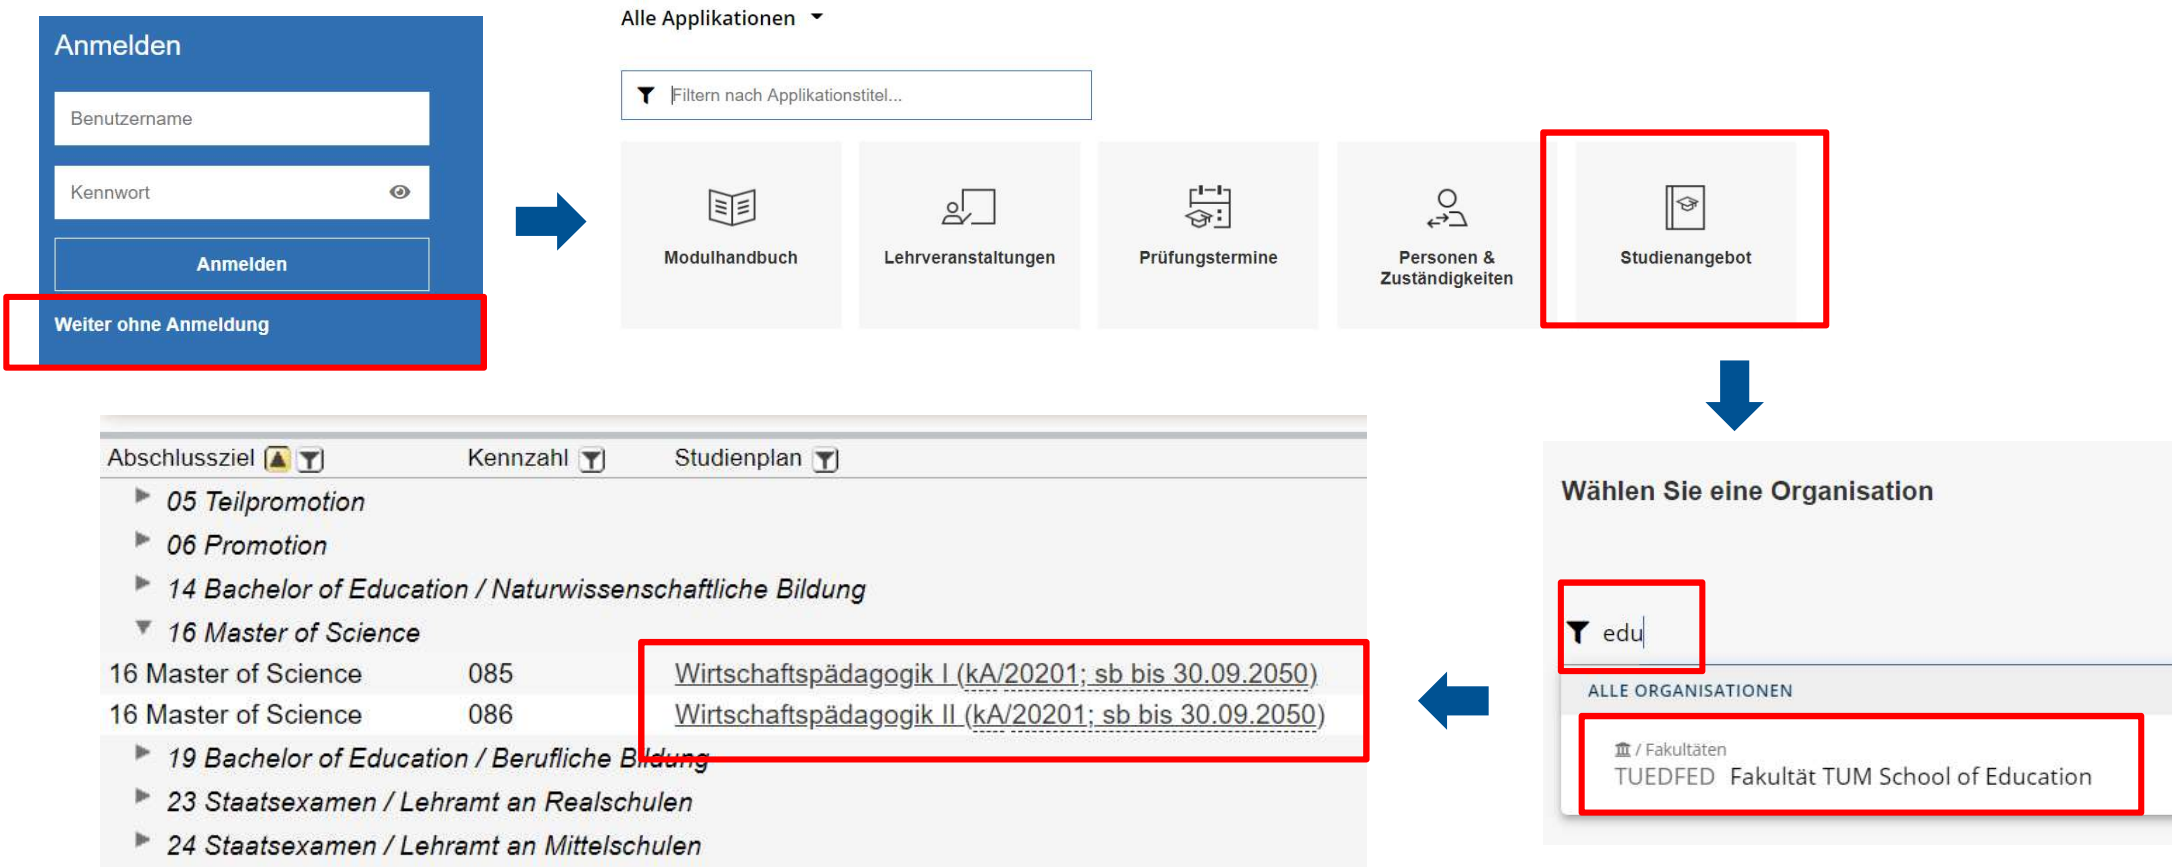 Anmelden
Benutzername
Kennwort
Anmelden
Weiter ohne Anmeldung
Alle Applikationen
Filtern nach Applikationstitel...
Modulhandbuch
Lehrveranstaltungen
Prüfungstermine
Personen &
Zuständigkeiten
Studienangebot
Wählen Sie eine Organisation
edu
ALLE ORGANISATIONEN
/ Fakultäten
TUEDFED Fakultät TUM School of Education
Abschlussziel Kennzahl Studienplan
05 Teilpromotion
06 Promotion
14 Bachelor of Education / Naturwissenschaftliche Bildung
16 Master of Science
16 Master of Science 085 Wirtschaftspädagogik I (kA/20201; sb bis 30.09.2050)
16 Master of Science 086 Wirtschaftspädagogik II (kA/20201; sb bis 30.09.2050)
19 Bachelor of Education / Berufliche Bildung
23 Staatsexamen / Lehramt an Realschulen
24 Staatsexamen / Lehramt an Mittelschulen